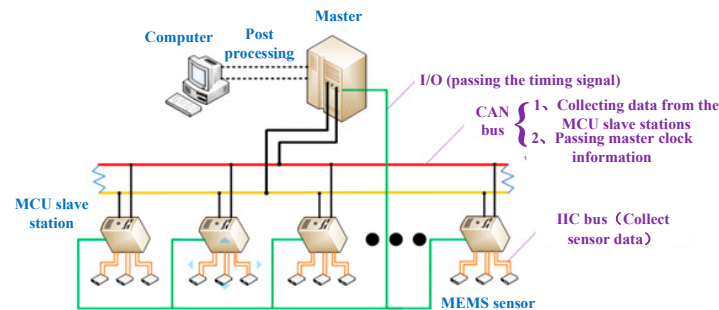 Master
Computer
Post
processing
I/O (passing the timing signal)
CAN
bus
1、Collecting data from the
MCU slave stations
2、Passing master clock
information
MCU slave
station
IIC bus（Collect
sensor data）
MEMS sensor